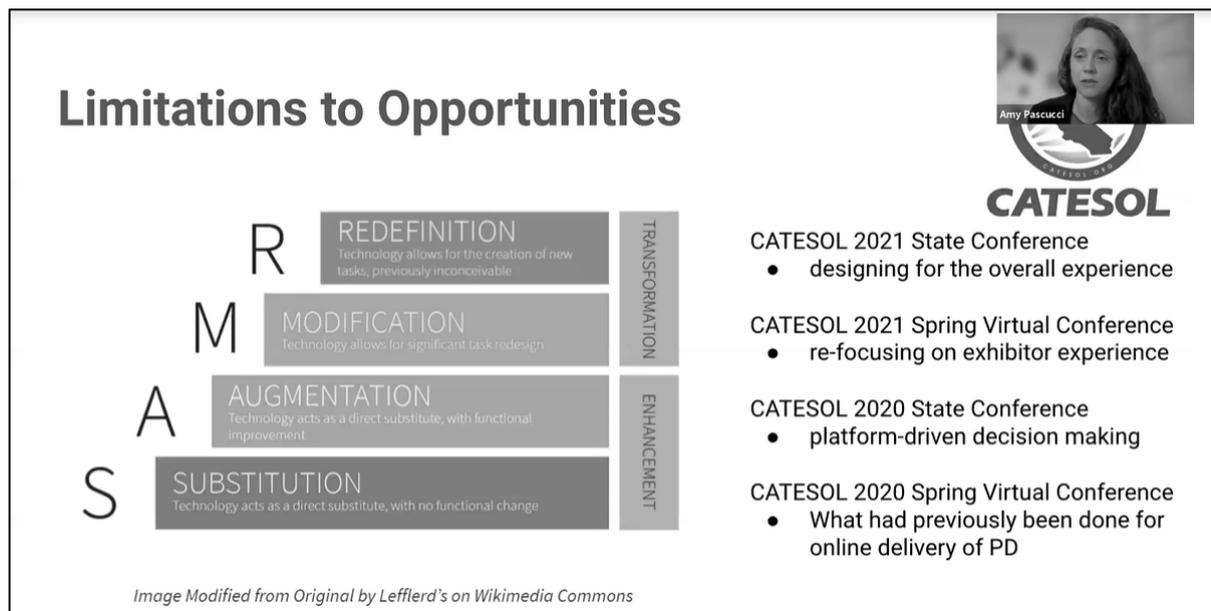 Limitations to Opportunities
Amy Pascucci
CATESOL.ORG
CATESOL
R
REDEFINITION
Technology allows for the creation of new
tasks, previously inconceivable
M
MODIFICATION
Technology allows for significant task redesign
TRANSFORMATION
A
AUGMENTATION
Technology acts as a direct substitute, with functional
improvement
S
SUBSTITUTION
Technology acts as a direct substitute, with no functional change
ENHANCEMENT
CATESOL 2021 State Conference
● designing for the overall experience
CATESOL 2021 Spring Virtual Conference
● re-focusing on exhibitor experience
CATESOL 2020 State Conference
● platform-driven decision making
CATESOL 2020 Spring Virtual Conference
● What had previously been done for
online delivery of PD
Image Modified from Original by Lefflerd's on Wikimedia Commons